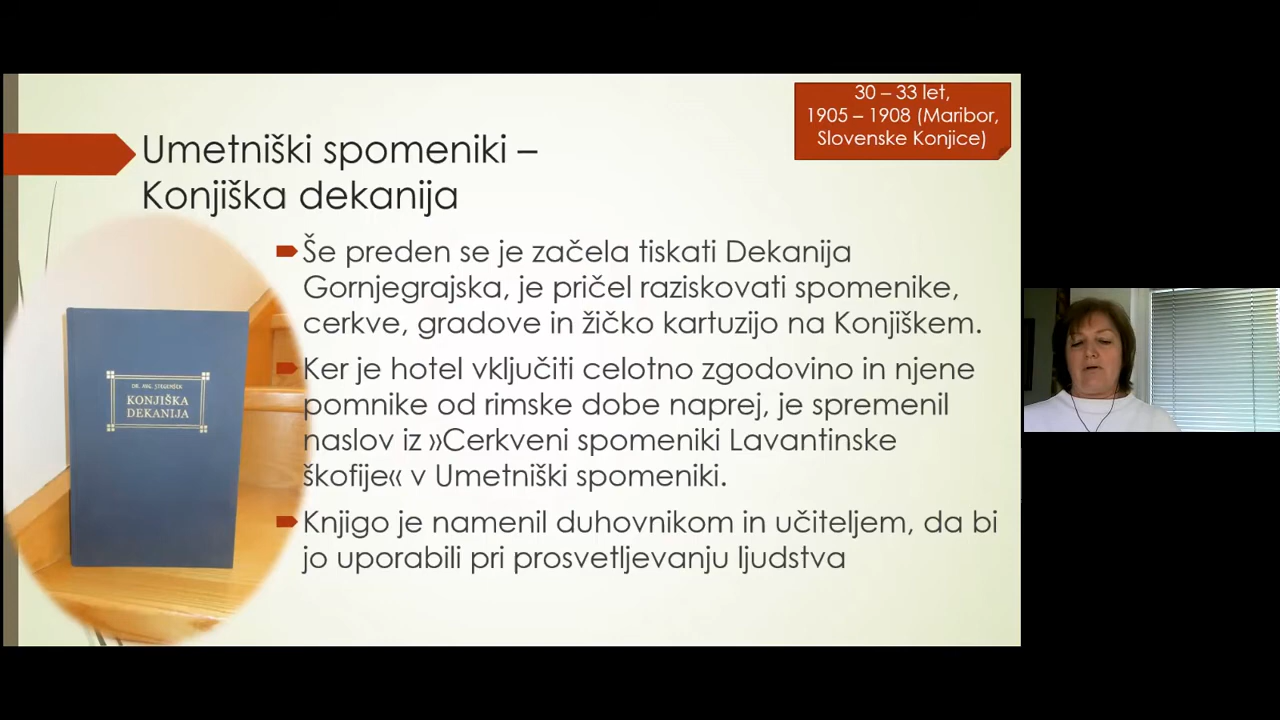 30 – 33 let,
1905 – 1908 (Maribor,
Slovenske Konjice)
Umetniški spomeniki –
Konjiška dekanija
Še preden se je začela tiskati Dekanija
Gornjegrajska, je pričel raziskovati spomenike,
cerkve, gradove in žičko kartuzijo na Konjiškem.
Ker je hotel vključiti celotno zgodovino in njene
pomnike od rimske dobe naprej, je spremenil
naslov iz »Cerkveni spomeniki Lavantinske
škofije« v Umetniški spomeniki.
Knjigo je namenil duhovnikom in učiteljem, da bi
jo uporabili pri prosvetljevanju ljudstva
DR. AVG. STEGENŠEK
KONJIŠKA
DEKANIJA